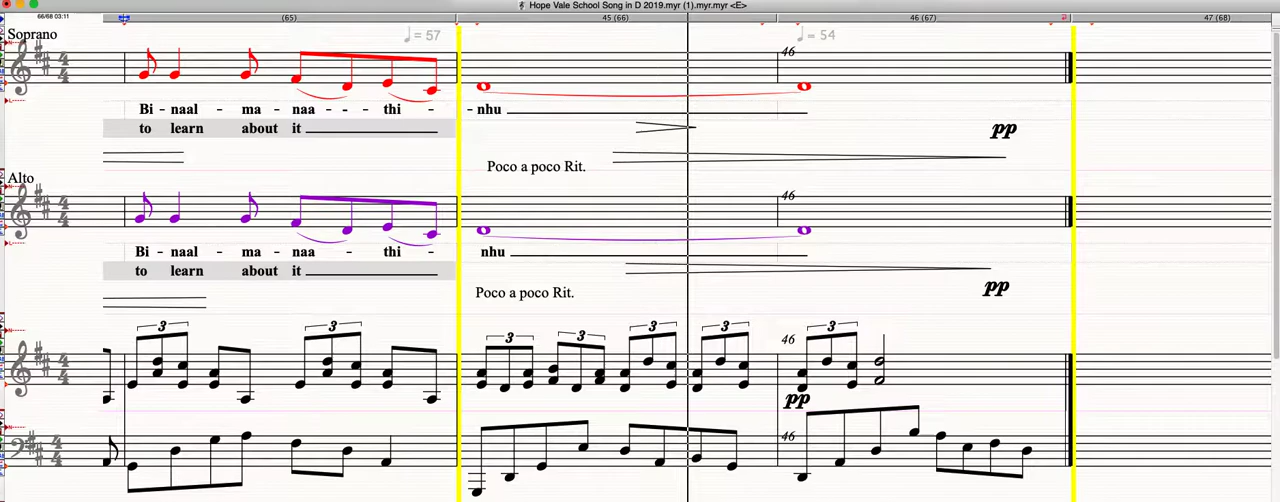 Hope Vale School Song in D 2019.myr (1).myr.myr <E>
66/68 03:11 (65) 45 (66) 46 (67) 47 (68)
Soprano
♩ = 57 ♩ = 54
46
Bi - naal - ma - naa - - - thi - - nhu
to learn about it
pp
Poco a poco Rit.
Alto
46
Bi - naal - ma - naa - thi - nhu
to learn about it
pp
Poco a poco Rit.
3 3 3 3 3 3 3
46
pp
46